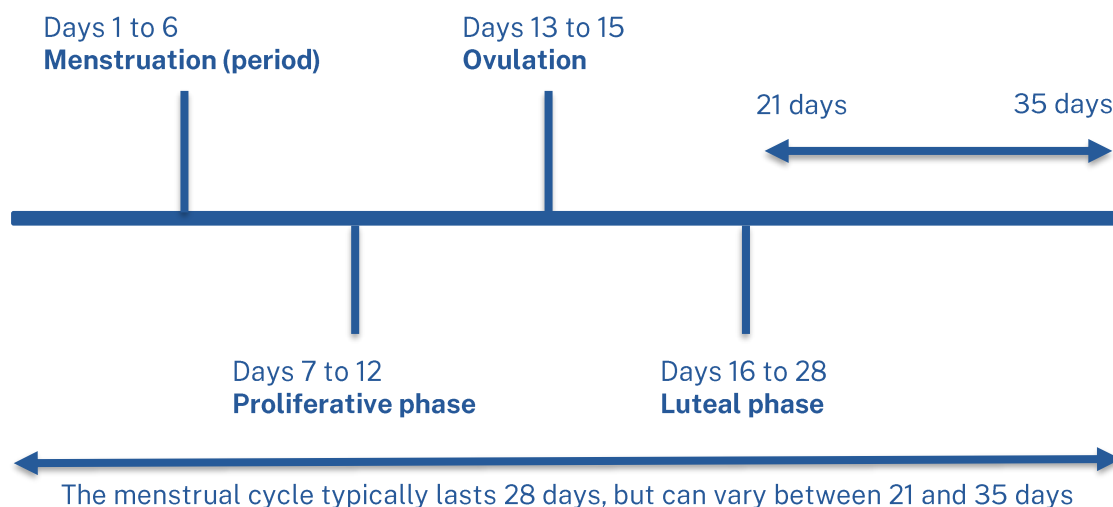 Days 1 to 6
Menstruation (period)
Days 13 to 15
Ovulation
21 days
35 days
Days 7 to 12
Proliferative phase
Days 16 to 28
Luteal phase
The menstrual cycle typically lasts 28 days, but can vary between 21 and 35 days